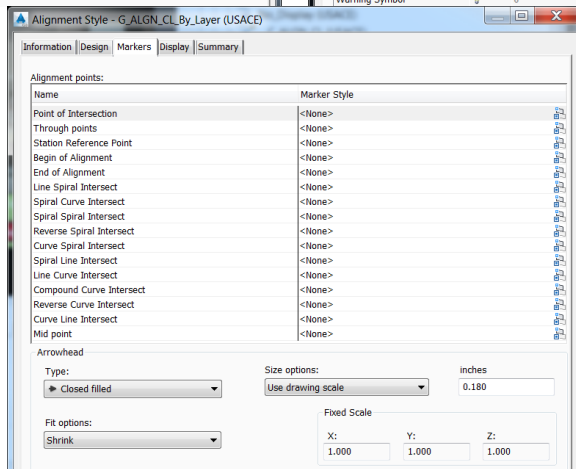 Warning Symbol
Alignment Style - G_ALGN_CL_By_Layer (USACE)
Information Design Markers Display Summary
Alignment points:
Name Marker Style
Point of Intersection <None>
Through points <None>
Station Reference Point <None>
Begin of Alignment <None>
End of Alignment <None>
Line Spiral Intersect <None>
Spiral Curve Intersect <None>
Spiral Spiral Intersect <None>
Reverse Spiral Intersect <None>
Curve Spiral Intersect <None>
Spiral Line Intersect <None>
Line Curve Intersect <None>
Compound Curve Intersect <None>
Reverse Curve Intersect <None>
Curve Line Intersect <None>
Mid point <None>
Arrowhead
Type: Size options: inches
Closed filled Use drawing scale 0.180
Fit options: Fixed Scale
Shrink X: Y: Z:
1.000 1.000 1.000